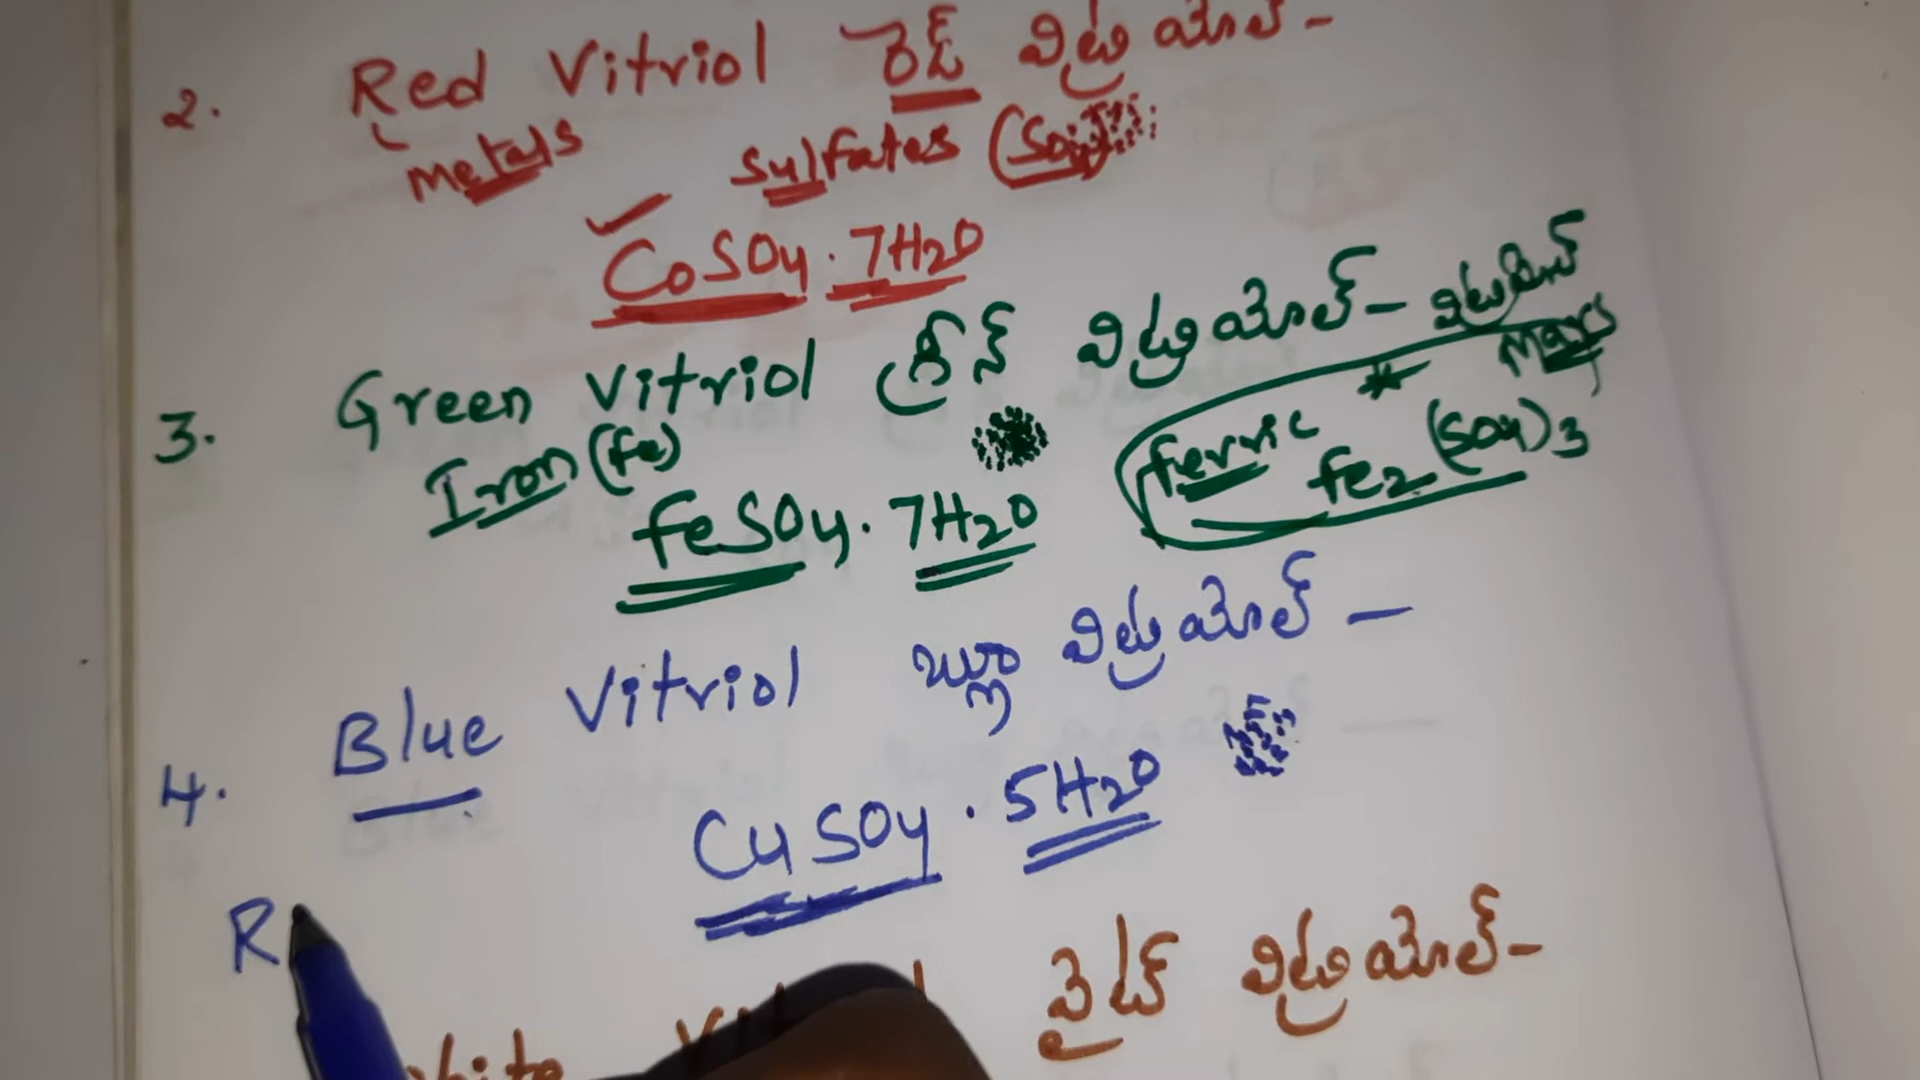 2. Red Vitriol రెడ్ విట్రుయోల్ -
metals sulfates
CoSO4 . 7H2O
3. Green Vitriol గ్రీన్ విట్రుయోల్ -
Iron (Fe)
Mars
FeSO4 . 7H2O
ferric Fe2 (SO4)3
4. Blue Vitriol బ్లూ విట్రుయోల్ -
CuSO4 . 5H2O
R
వైట్ విట్రుయోల్ -